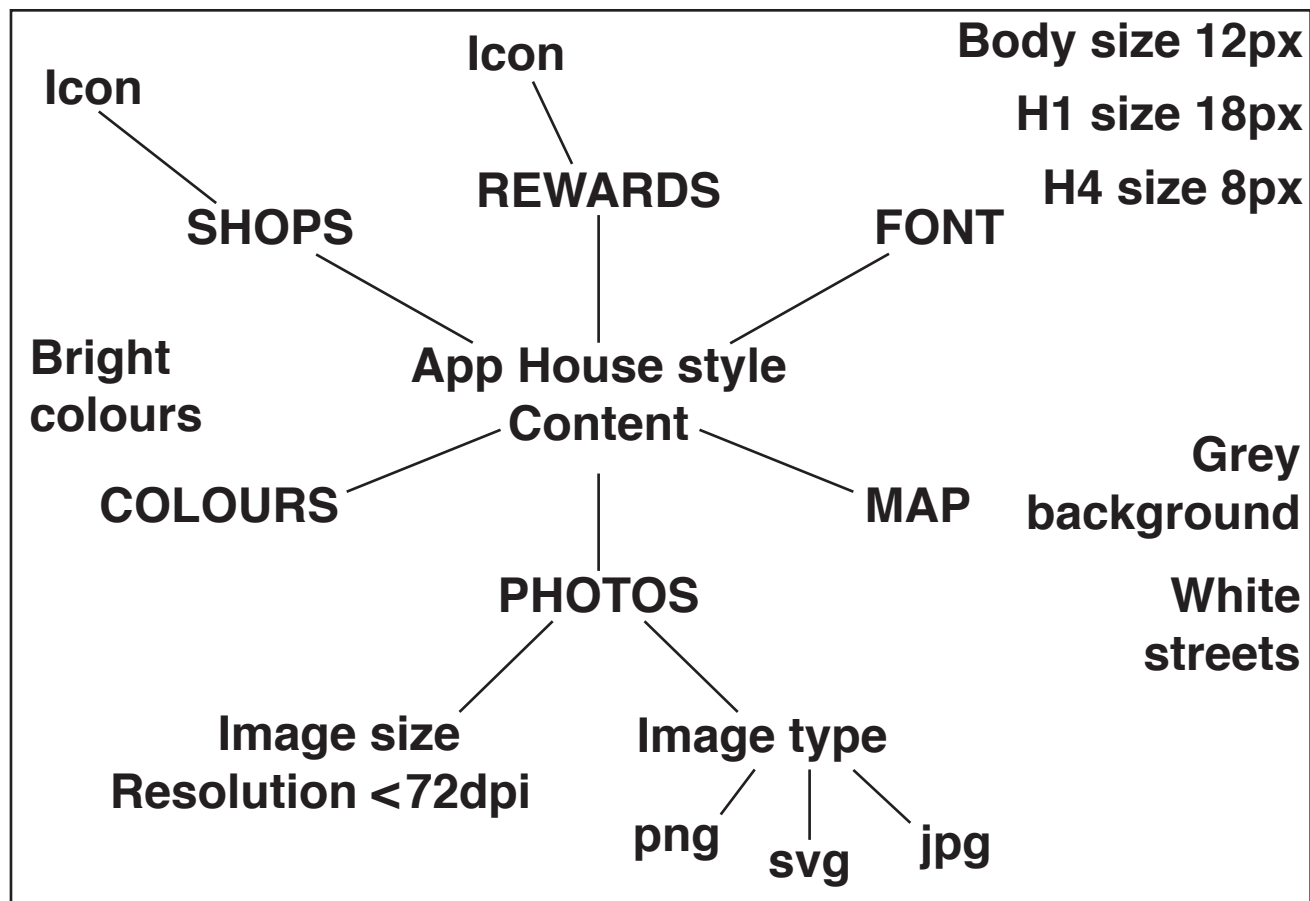 Icon
Icon
Body size 12px
H1 size 18px
H4 size 8px
SHOPS
REWARDS
FONT
Bright
colours
App House style
Content
COLOURS
MAP
Grey
background
White
streets
PHOTOS
Image size
Resolution <72dpi
Image type
png
svg
jpg